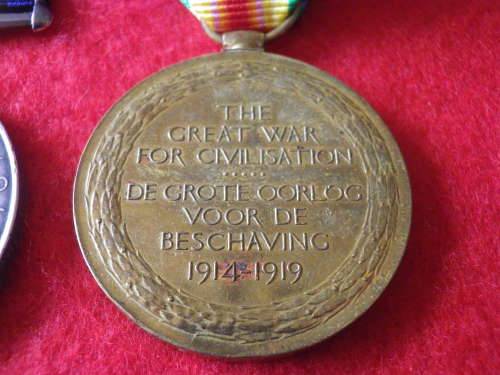 THE
GREAT WAR
FOR CIVILISATION
.....
DE GROTE OORLOG
VOOR DE
BESCHAVING
1914-1919